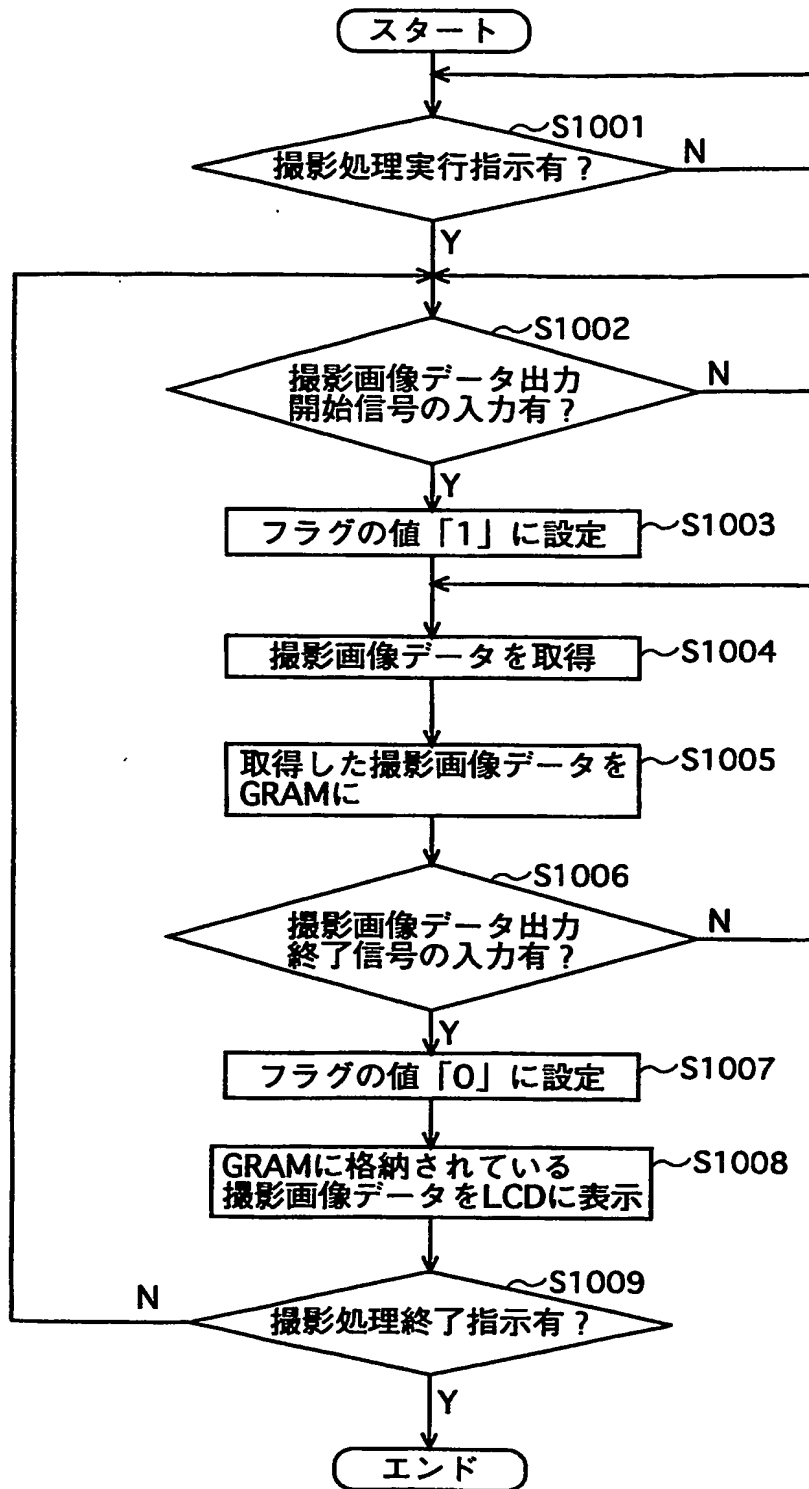 スタート
S1001
撮影処理実行指示有？
N
Y
S1002
撮影画像データ出力
開始信号の入力有？
N
Y
フラグの値「1」に設定
S1003
撮影画像データを取得
S1004
取得した撮影画像データを
GRAMに
S1005
S1006
撮影画像データ出力
終了信号の入力有？
N
Y
フラグの値「0」に設定
S1007
GRAMに格納されている
撮影画像データをLCDに表示
S1008
S1009
N
撮影処理終了指示有？
Y
エンド